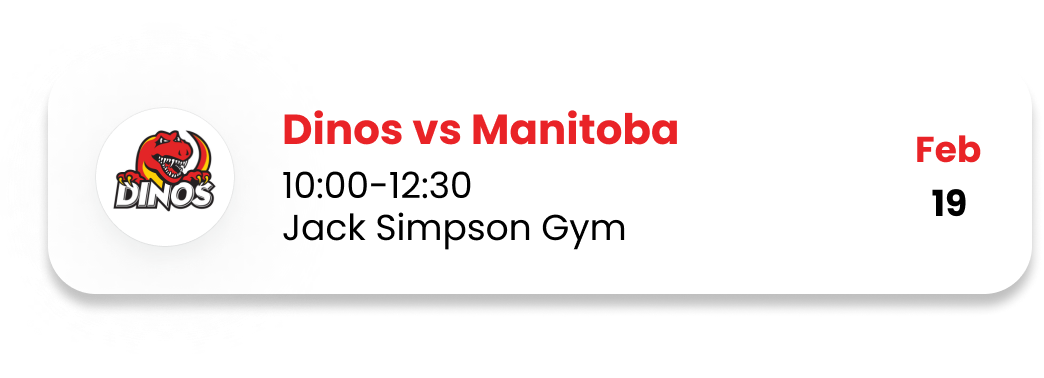 DINOS
Dinos vs Manitoba
10:00-12:30
Jack Simpson Gym
Feb
19